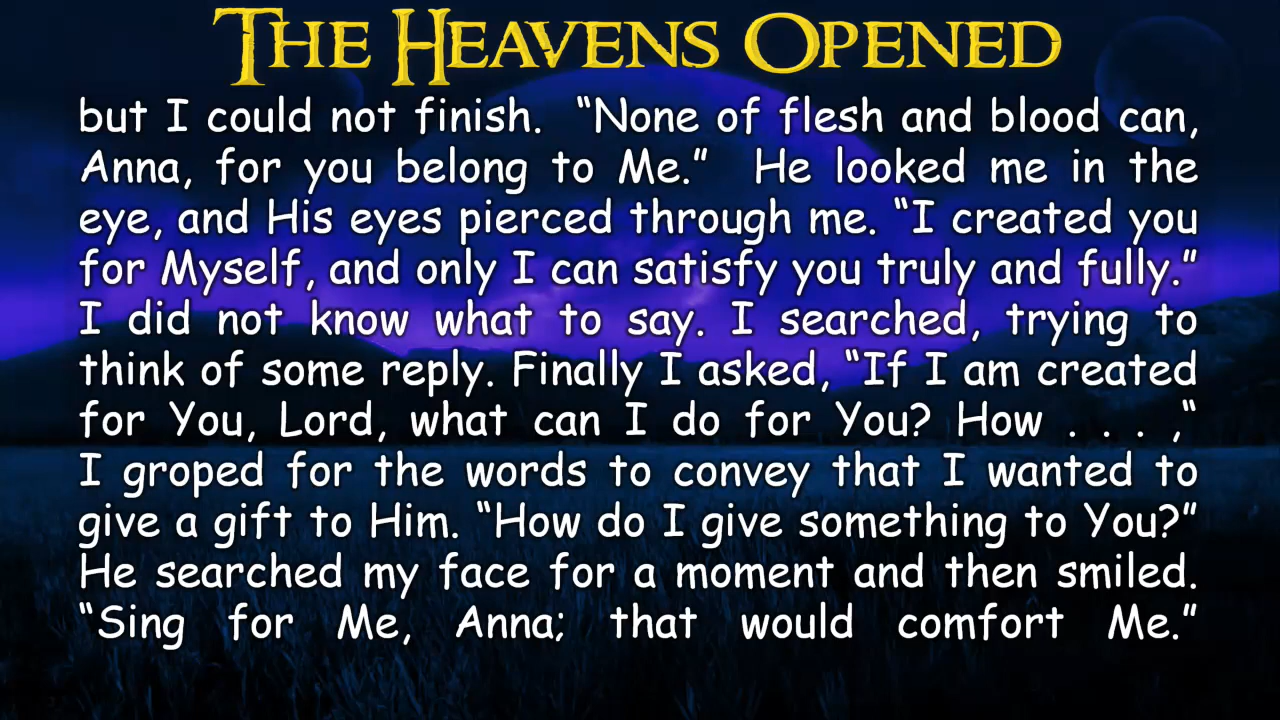 THE HEAVENS OPENED
but I could not finish.  “None of flesh and blood can,
Anna, for you belong to Me.”  He looked me in the
eye, and His eyes pierced through me. “I created you
for Myself, and only I can satisfy you truly and fully.”
I did not know what to say. I searched, trying to
think of some reply. Finally I asked, “If I am created
for You, Lord, what can I do for You? How . . . ,“
I groped for the words to convey that I wanted to
give a gift to Him. “How do I give something to You?”
He searched my face for a moment and then smiled.
“Sing for Me, Anna; that would comfort Me.”